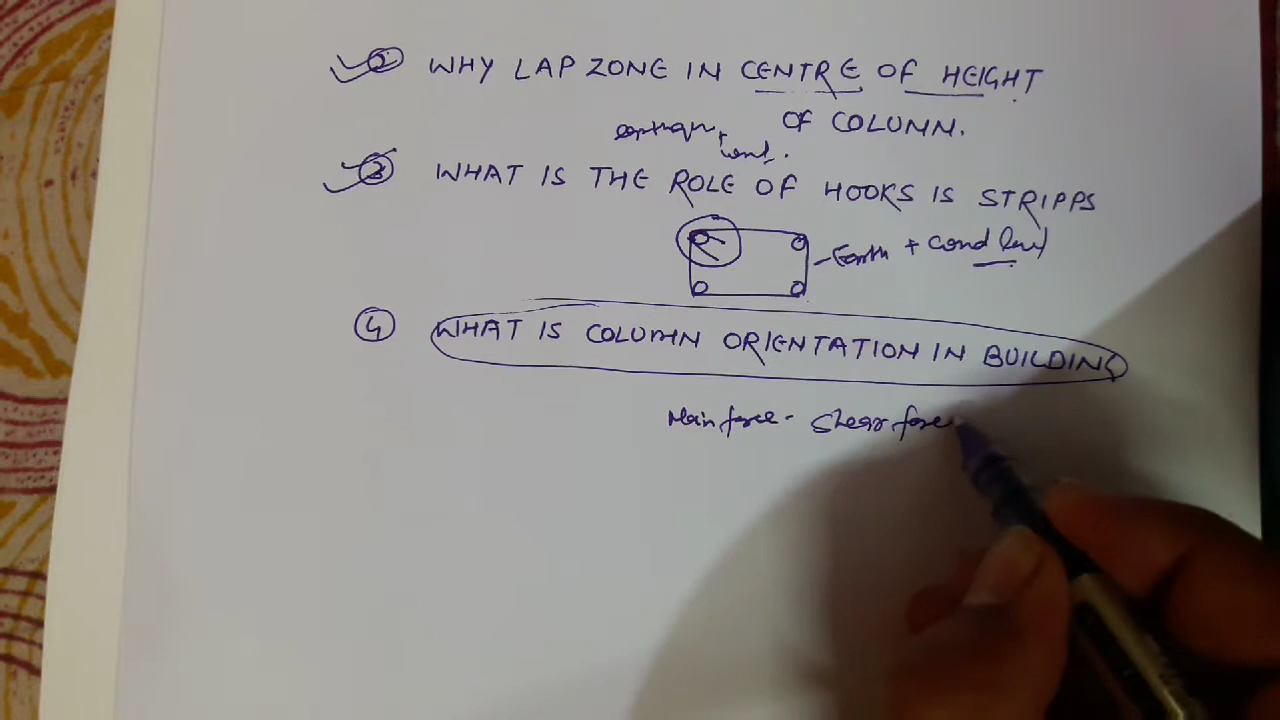 ② WHY LAP ZONE IN CENTRE OF HEIGHT
OF COLUMN.
③ WHAT IS THE ROLE OF HOOKS IS STRIPPS
Earth + cond
④ WHAT IS COLUMN ORIENTATION IN BUILDING
Main force - Shear force